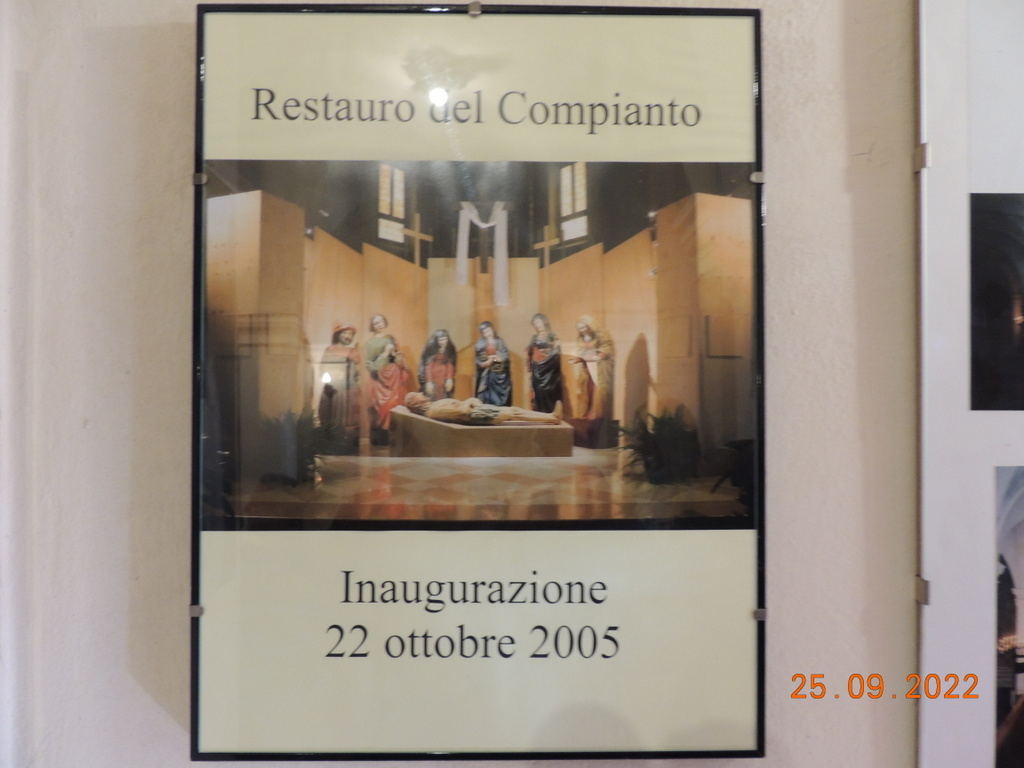 Restauro del Compianto
Inaugurazione
22 ottobre 2005
25.09.2022